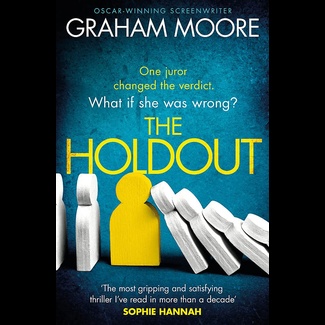 OSCAR-WINNING SCREENWRITER
GRAHAM MOORE
One juror
changed the verdict.
What if she was wrong?
THE
HOLDOUT
'The most gripping and satisfying
thriller I've read in more than a decade'
SOPHIE HANNAH